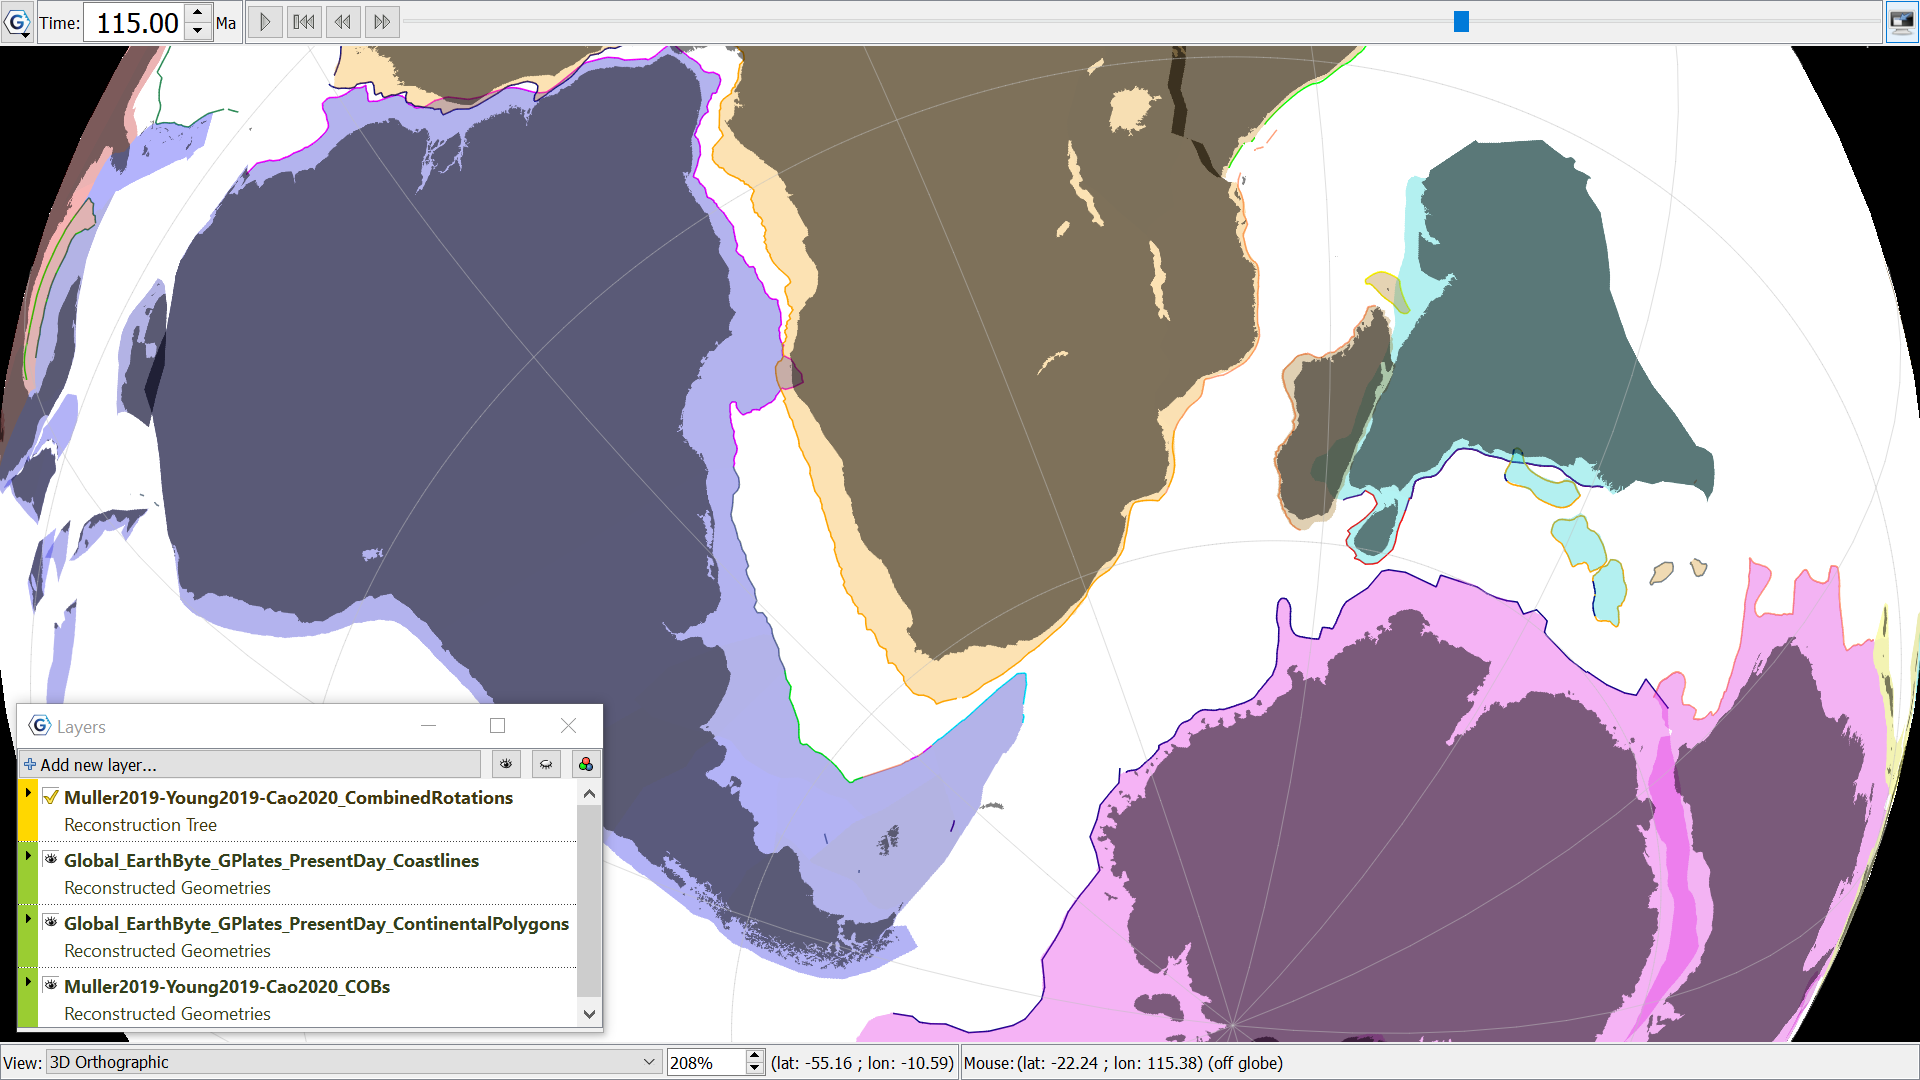 Time: 115.00 Ma
Layers
Add new layer...
Muller2019-Young2019-Cao2020_CombinedRotations
Reconstruction Tree
Global_EarthByte_GPlates_PresentDay_Coastlines
Reconstructed Geometries
Global_EarthByte_GPlates_PresentDay_ContinentalPolygons
Reconstructed Geometries
Muller2019-Young2019-Cao2020_COBs
Reconstructed Geometries
View: 3D Orthographic 208% (lat: -55.16 ; lon: -10.59) Mouse: (lat: -22.24 ; lon: 115.38) (off globe)